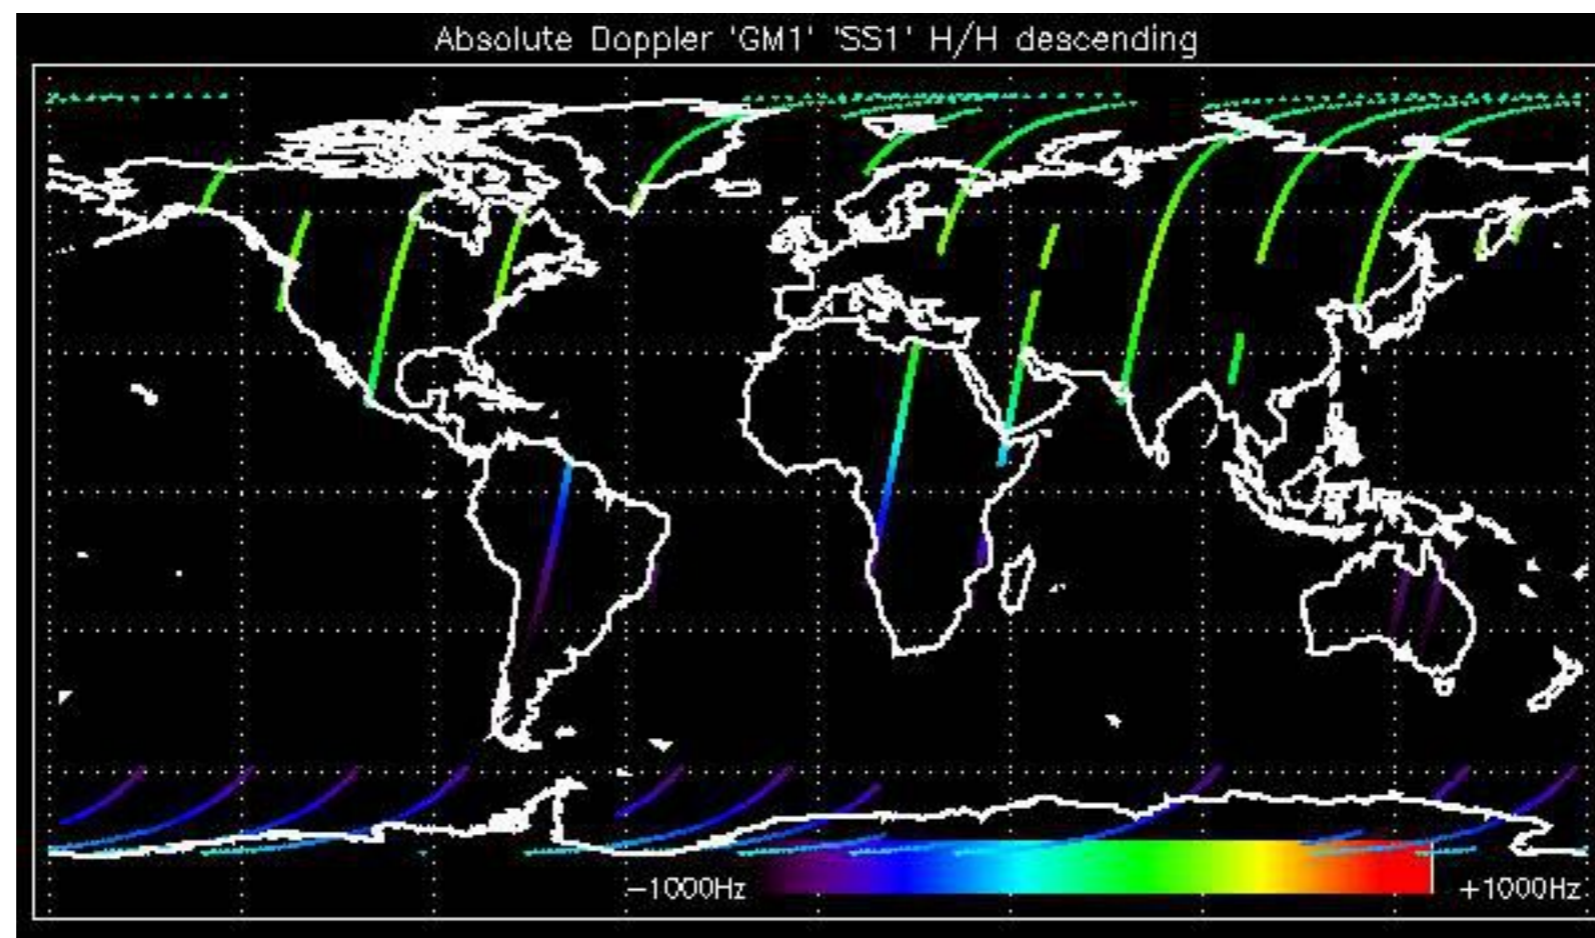 Absolute Doppler 'GM1' 'SS1' H/H descending
-1000Hz +1000Hz